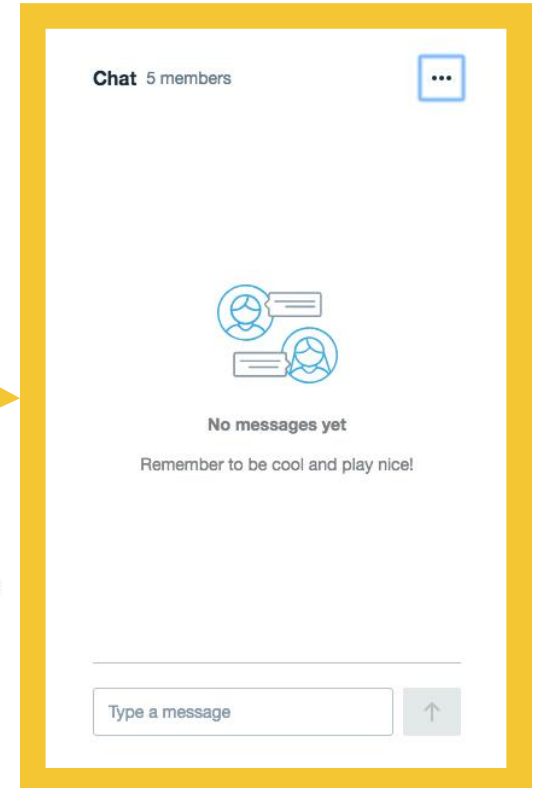 Chat 5 members
No messages yet
Remember to be cool and play nice!
Type a message